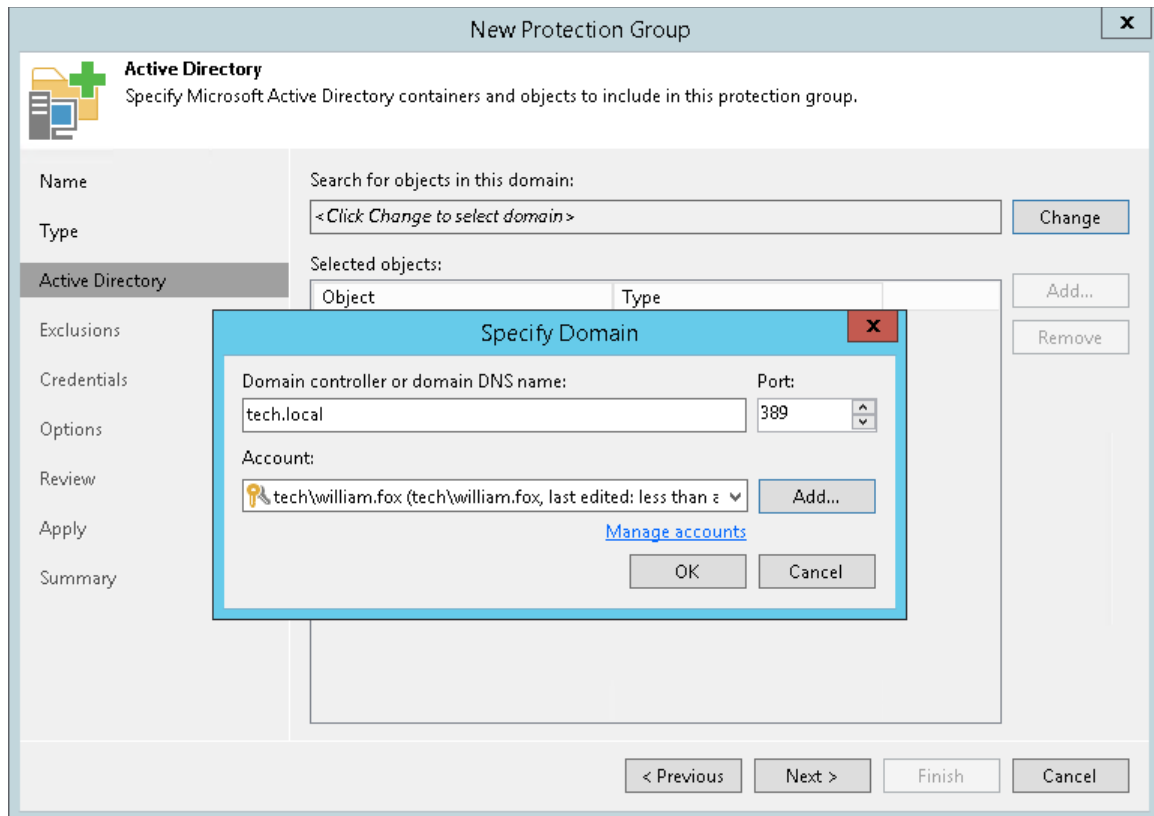 New Protection Group
x
Active Directory
Specify Microsoft Active Directory containers and objects to include in this protection group.
Name
Type
Active Directory
Exclusions
Credentials
Options
Review
Apply
Summary
Search for objects in this domain:
<Click Change to select domain>
Change
Selected objects:
Object Type
Add...
Remove
Specify Domain
x
Domain controller or domain DNS name: Port:
tech.local 389
Account:
tech\william.fox (tech\william.fox, last edited: less than a
Add...
Manage accounts
OK Cancel
< Previous Next > Finish Cancel